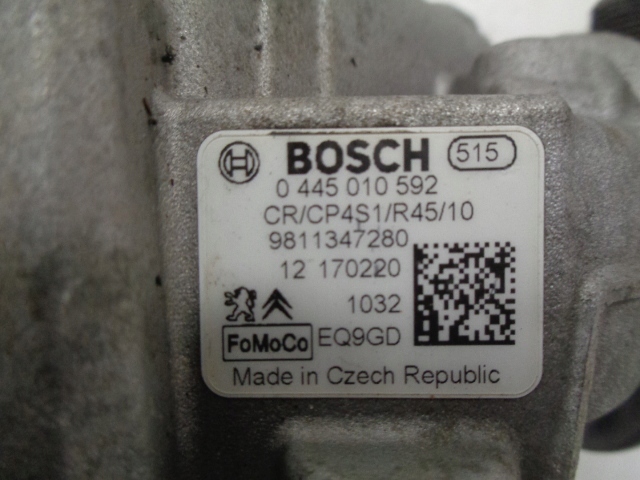 BOSCH 515
0 445 010 592
CR/CP4S1/R45/10
9811347280
12 170220
1032
FoMoCo EQ9GD
Made in Czech Republic